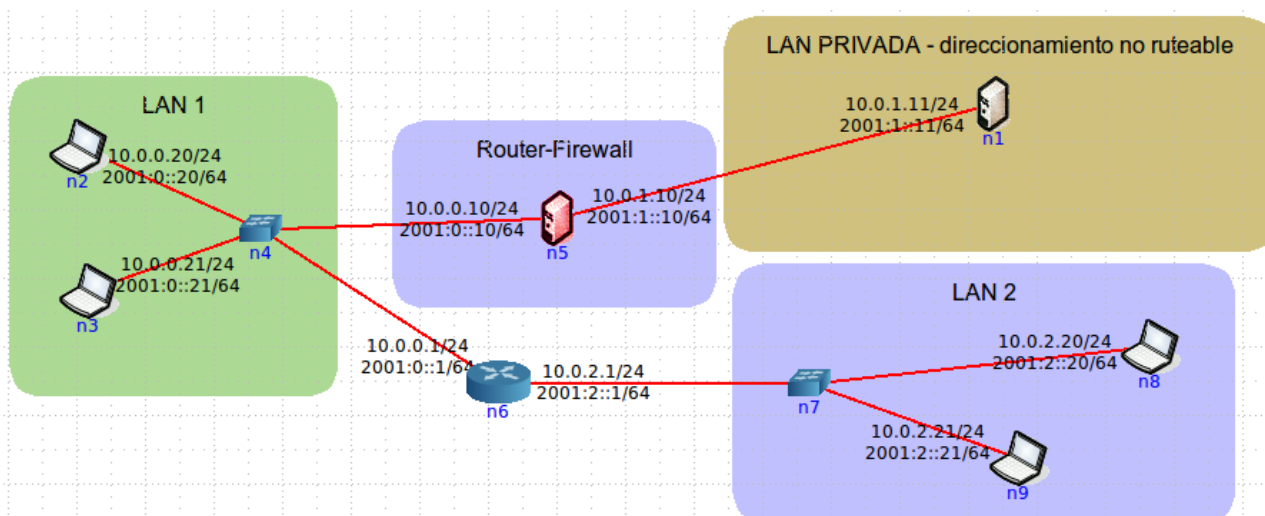 LAN PRIVADA - direccionamiento no ruteable
10.0.1.11/24
2001:1::11/64
n1
LAN 1
10.0.0.20/24
2001:0::20/64
n2
n4
10.0.0.21/24
2001:0::21/64
n3
Router-Firewall
10.0.0.10/24
2001:0::10/64
10.0.1.10/24
2001:1::10/64
n5
10.0.0.1/24
2001:0::1/64
10.0.2.1/24
2001:2::1/64
n6
LAN 2
n7
10.0.2.20/24
2001:2::20/64
n8
10.0.2.21/24
2001:2::21/64
n9